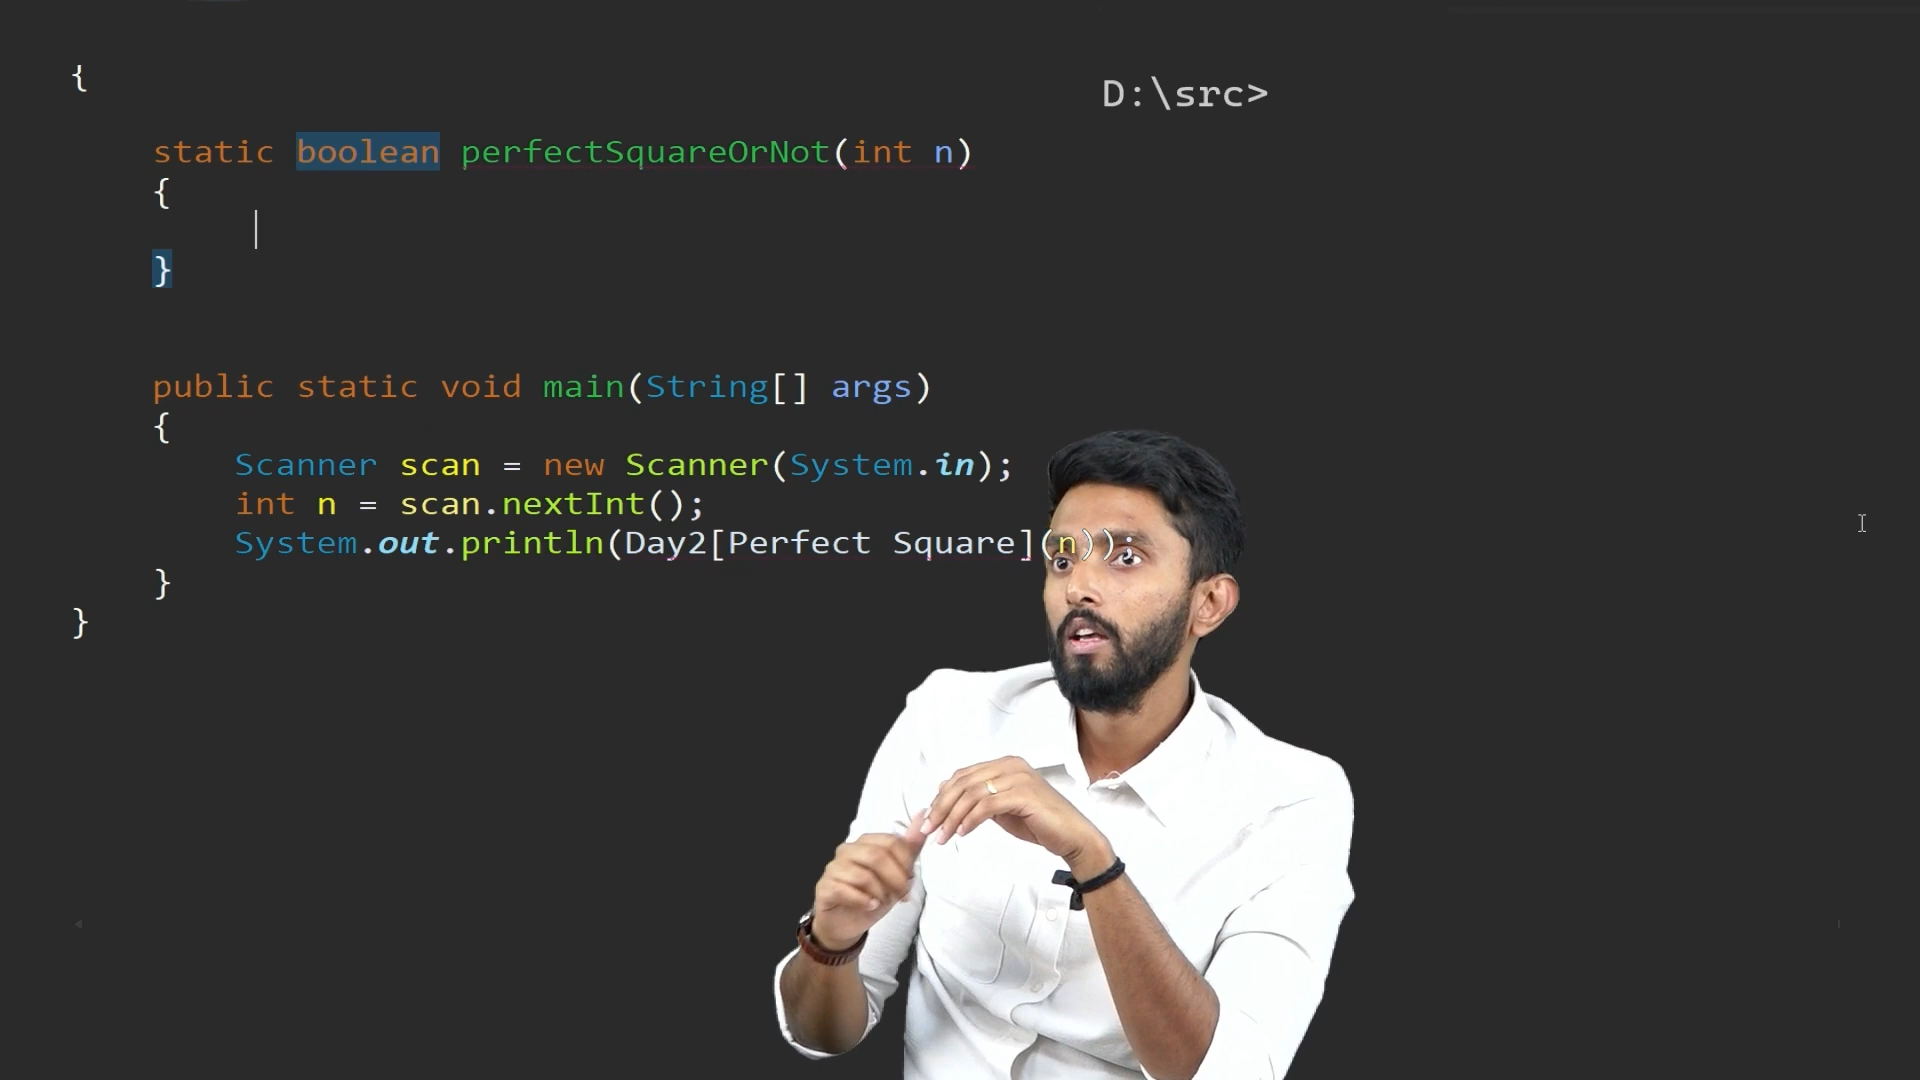 {
static boolean perfectSquareOrNot(int n)
{
}
public static void main(String[] args)
{
Scanner scan = new Scanner(System.in);
int n = scan.nextInt();
System.out.println(Day2[Perfect Square](n));
}
}
D:\src>